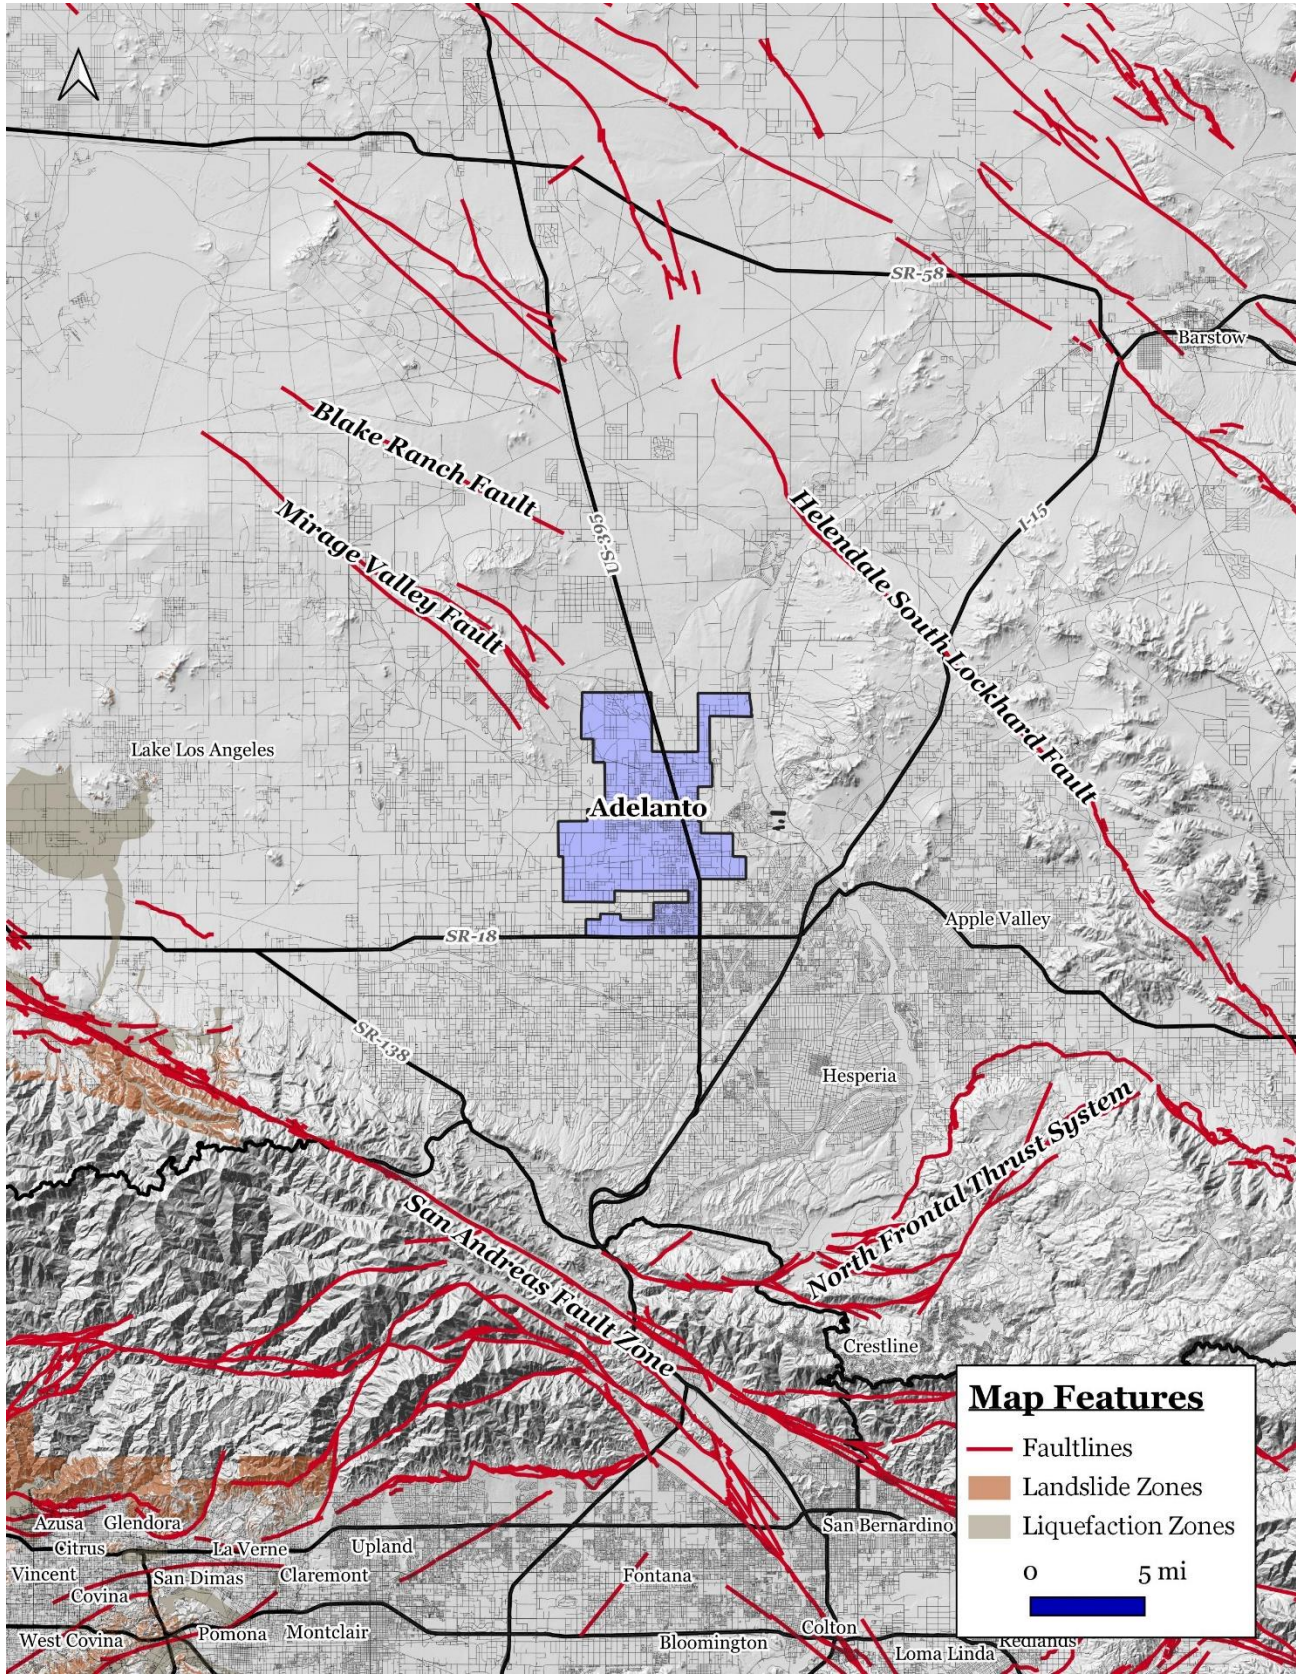 SR-58
Barstow
Blake Ranch Fault
US-395
I-15
Mirage Valley Fault
Helendale South Lockhard Fault
Lake Los Angeles
Adelanto
Apple Valley
SR-18
SR-138
Hesperia
North Frontal Thrust System
San Andreas Fault Zone
Crestline
Map Features
Faultlines
Landslide Zones
Liquefaction Zones
0 5 mi
Azusa
Glendora
San Bernardino
Citrus
La Verne
Upland
Vincent
San Dimas
Claremont
Fontana
Covina
West Covina
Pomona
Montclair
Bloomington
Colton
Loma Linda
Redlands